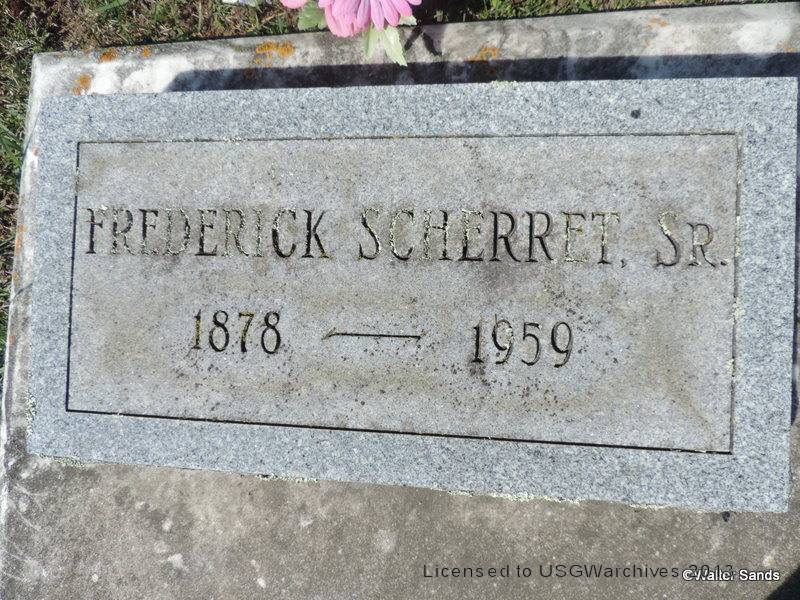 FREDERICK SCHERRET, SR.
1878 — 1959
Licensed to USGWarchives 2013
©Walter Sands